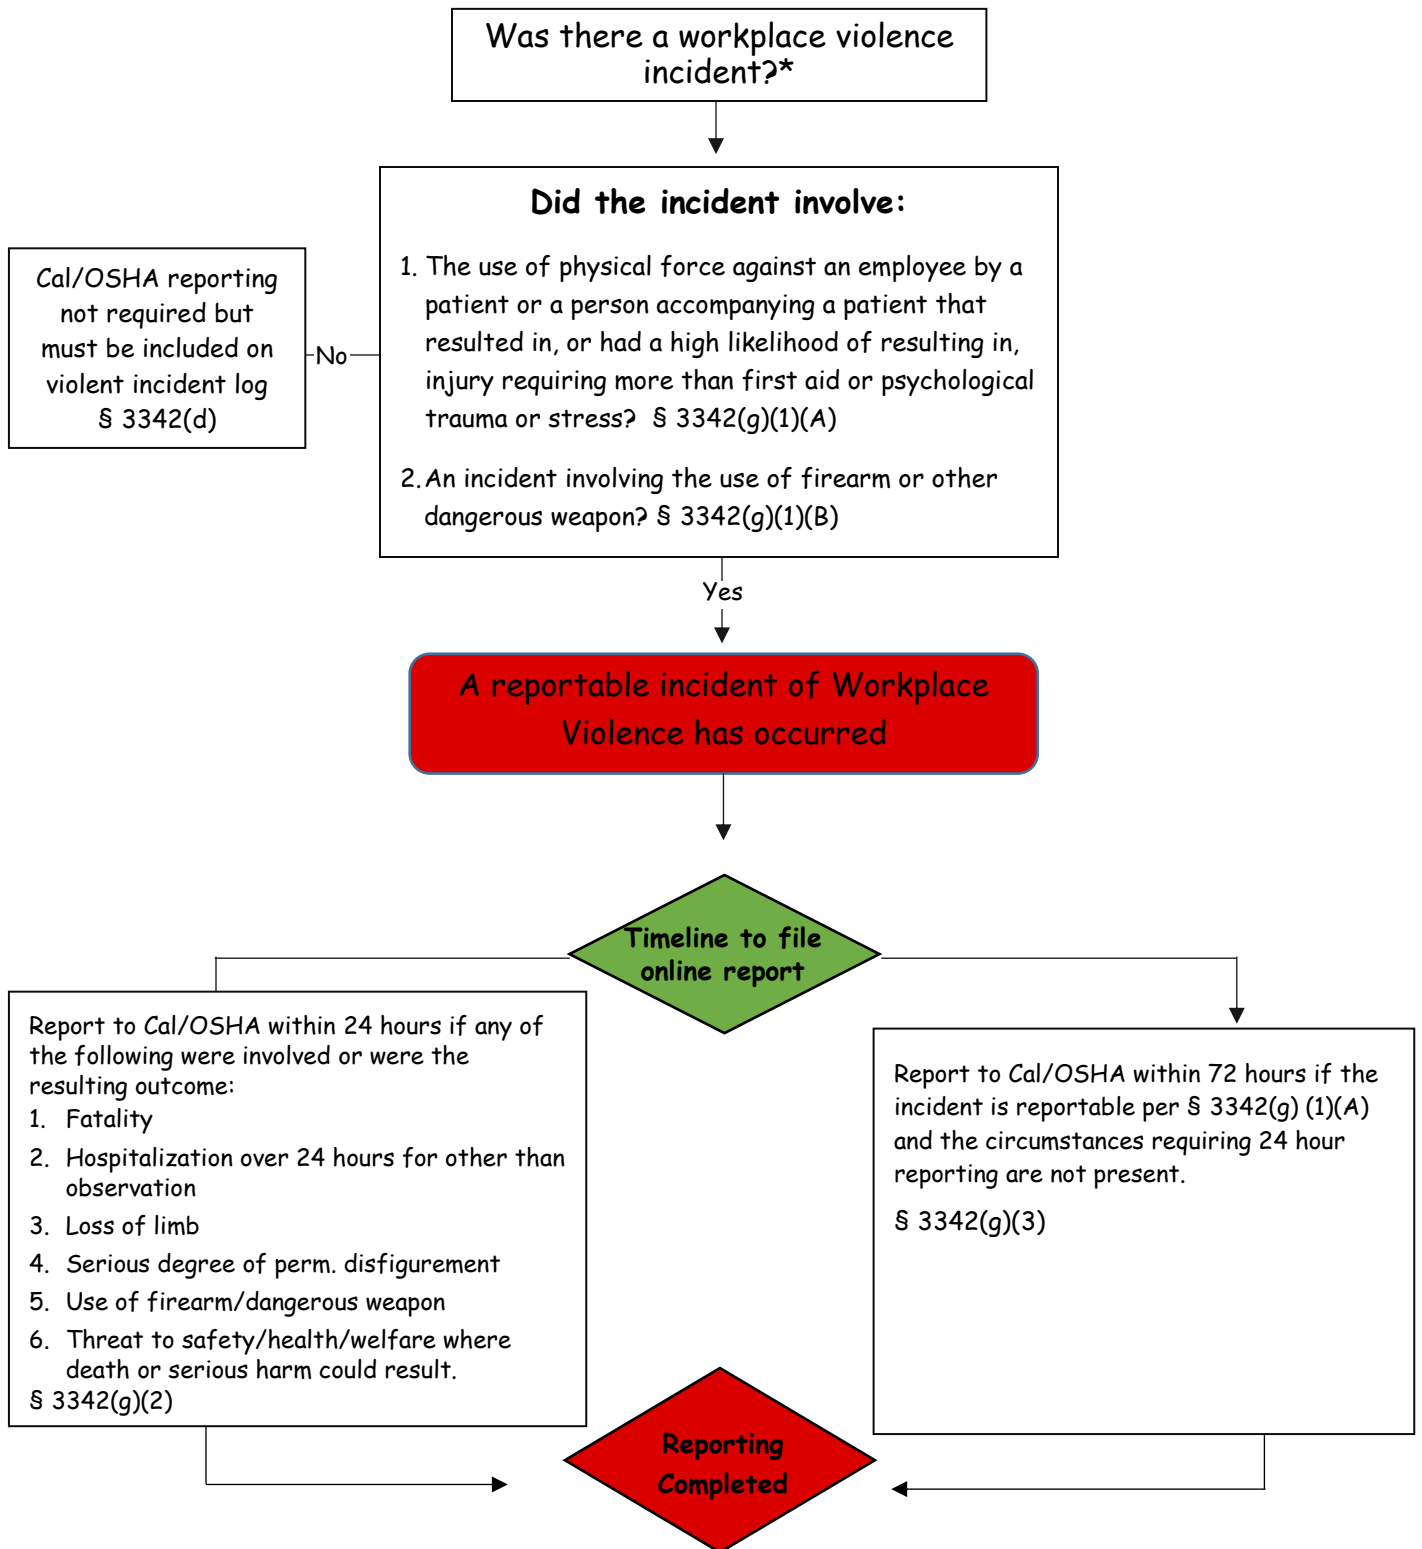 Was there a workplace violence
incident?*
Did the incident involve:
1. The use of physical force against an employee by a
patient or a person accompanying a patient that
resulted in, or had a high likelihood of resulting in,
injury requiring more than first aid or psychological
trauma or stress? § 3342(g)(1)(A)
2. An incident involving the use of firearm or other
dangerous weapon? § 3342(g)(1)(B)
No
Cal/OSHA reporting
not required but
must be included on
violent incident log
§ 3342(d)
Yes
A reportable incident of Workplace
Violence has occurred
Timeline to file
online report
Report to Cal/OSHA within 24 hours if any of
the following were involved or were the
resulting outcome:
1. Fatality
2. Hospitalization over 24 hours for other than
observation
3. Loss of limb
4. Serious degree of perm. disfigurement
5. Use of firearm/dangerous weapon
6. Threat to safety/health/welfare where
death or serious harm could result.
§ 3342(g)(2)
Report to Cal/OSHA within 72 hours if the
incident is reportable per § 3342(g) (1)(A)
and the circumstances requiring 24 hour
reporting are not present.
§ 3342(g)(3)
Reporting
Completed